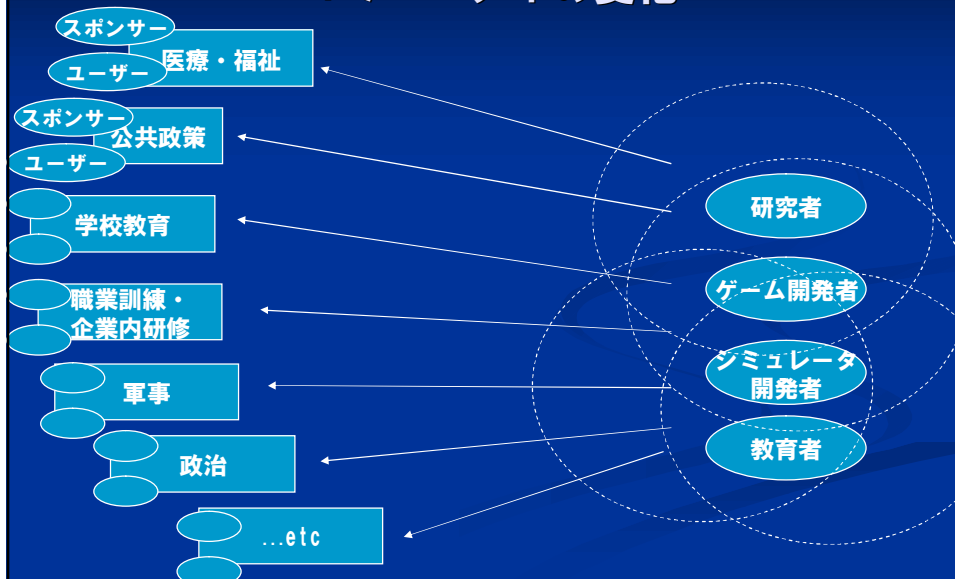 スポンサー
医療・福祉
ユーザー
スポンサー
公共政策
ユーザー
学校教育
職業訓練・
企業内研修
軍事
政治
...etc
研究者
ゲーム開発者
シミュレータ
開発者
教育者